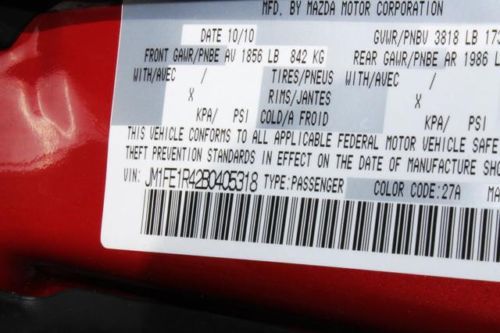 MFD. BY MAZDA MOTOR CORPORATION
DATE 10/10 GVWR/PNBV 3818 LB 173
FRONT GAWR/PNBE AV 1856 LB 842 KG REAR GAWR/PNBE AR 1986 L
WITH/AVEC / TIRES/PNEUS WITH/AVEC /
X RIMS/JANTES X
KPA/ PSI COLD/A FROID KPA/ PSI
THIS VEHICLE CONFORMS TO ALL APPLICABLE FEDERAL MOTOR VEHICLE SAFE
THEFT PREVENTION STANDARDS IN EFFECT ON THE DATE OF MANUFACTURE SHO
VIN: JM1FE1R42B0405318 TYPE:PASSENGER COLOR CODE:27A MA